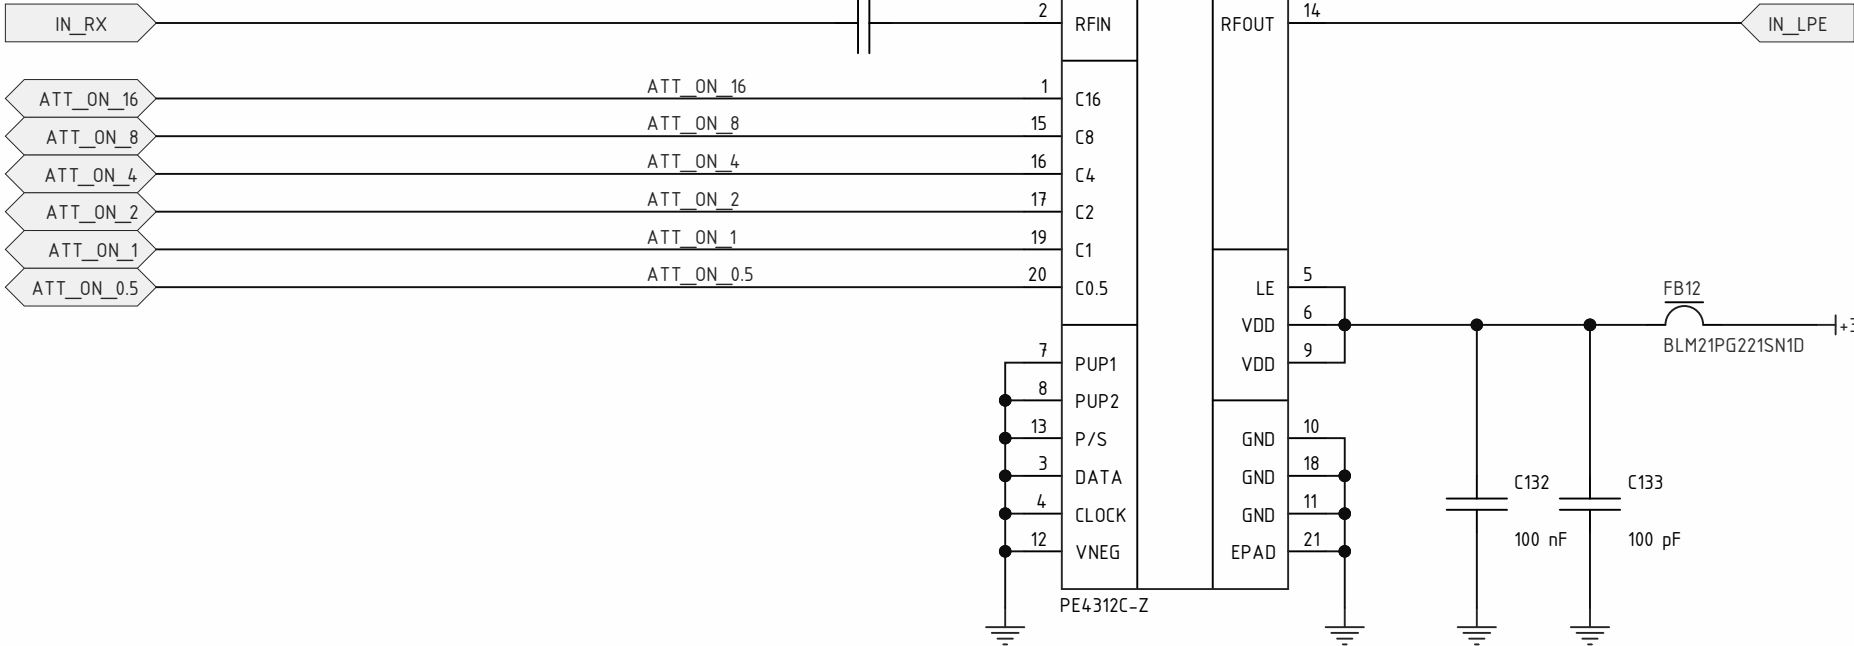 IN_RX
2
RFIN
RFOUT
14
IN_LPE
ATT_ON_16
ATT_ON_16
1
C16
ATT_ON_8
ATT_ON_8
15
C8
ATT_ON_4
ATT_ON_4
16
C4
ATT_ON_2
ATT_ON_2
17
C2
ATT_ON_1
ATT_ON_1
19
C1
ATT_ON_0.5
ATT_ON_0.5
20
C0.5
LE
5
VDD
6
VDD
9
FB12
BLM21PG221SN1D
7
PUP1
8
PUP2
13
P/S
3
DATA
4
CLOCK
12
VNEG
GND
10
GND
18
GND
11
EPAD
21
C132
100 nF
C133
100 pF
PE4312C-Z